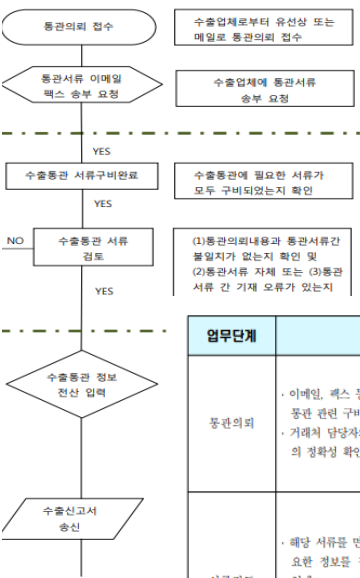 통관의뢰 접수
수출업체로부터 유선상 또는
메일로 통관의뢰 접수
통관서류 이메일
팩스 송부 요청
수출업체에 통관서류
송부 요청
YES
수출통관 서류구비완료
수출통관에 필요한 서류가
모두 구비되었는지 확인
YES
NO
수출통관 서류
검토
(1)통관의뢰내용과 통관서류간
불일치가 없는지 확인 및
(2)통관서류 자체 또는 (3)통관
서류 간 기재 오류가 있는지
YES
수출통관 정보
전산 입력
수출신고서
송신
업무단계
통관의뢰
· 이메일, 팩스
통관 관련 구비
· 거래처 담당자
의 정확성 확인
· 해당 서류를
요한 정보를